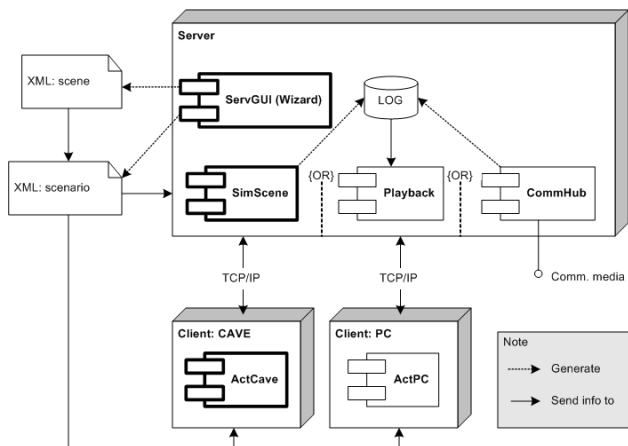 Server
XML: scene
ServGUI (Wizard)
LOG
XML: scenario
SimScene
{OR}
Playback
{OR}
CommHub
TCP/IP
TCP/IP
Comm. media
Client: CAVE
Client: PC
Note
ActCave
ActPC
Generate
Send info to